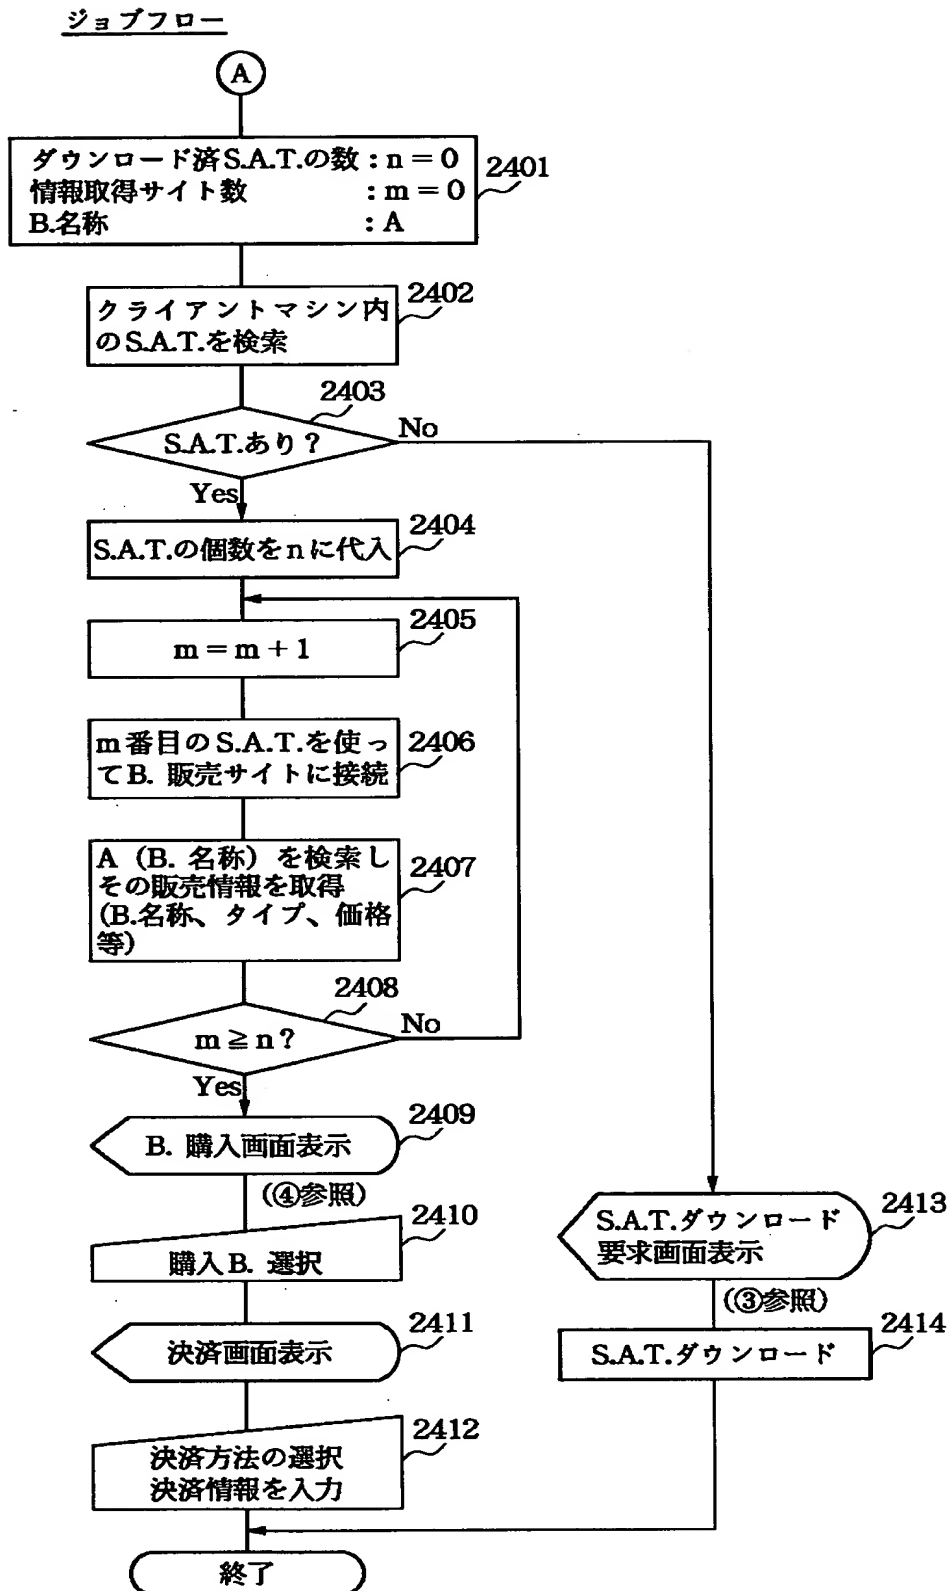 ジョブフロー
A
ダウンロード済S.A.T.の数 : n = 0
情報取得サイト数 : m = 0
B.名称 : A
2401
2402
クライアントマシン内
のS.A.T.を検索
2403
S.A.T.あり?
No
Yes
2404
S.A.T.の個数をnに代入
2405
m = m + 1
m番目のS.A.T.を使っ
てB. 販売サイトに接続
2406
A (B. 名称) を検索し
その販売情報を取得
(B.名称、タイプ、価格
等)
2407
2408
m ≧ n ?
No
Yes
2409
B. 購入画面表示
(④参照)
2410
購入B. 選択
2411
決済画面表示
2412
決済方法の選択
決済情報を入力
終了
2413
S.A.T.ダウンロード
要求画面表示
(③参照)
2414
S.A.T.ダウンロード